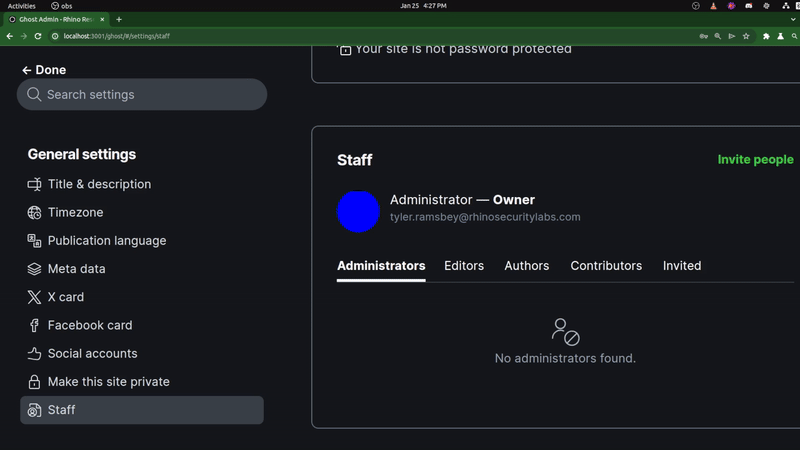 Activities obs Jan 25 4:27 PM
Ghost Admin - Rhino Res
localhost:3001/ghost/#/settings/staff
Your site is not password protected
Done
Search settings
General settings
Title & description
Timezone
Publication language
Meta data
X card
Facebook card
Social accounts
Make this site private
Staff
Staff
Invite people
Administrator — Owner
tyler.ramsbey@rhinosecuritylabs.com
Administrators Editors Authors Contributors Invited
No administrators found.